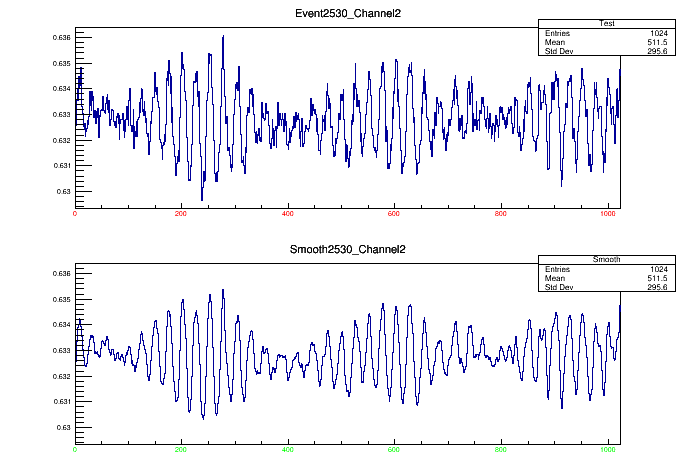 Event2530_Channel2
Test
Entries 1024
Mean 511.5
Std Dev 295.6
0.636
0.635
0.634
0.633
0.632
0.631
0.63
0 200 400 600 800 1000
Smooth2530_Channel2
Smooth
Entries 1024
Mean 511.5
Std Dev 295.6
0.636
0.635
0.634
0.633
0.632
0.631
0.63
0 200 400 600 800 1000